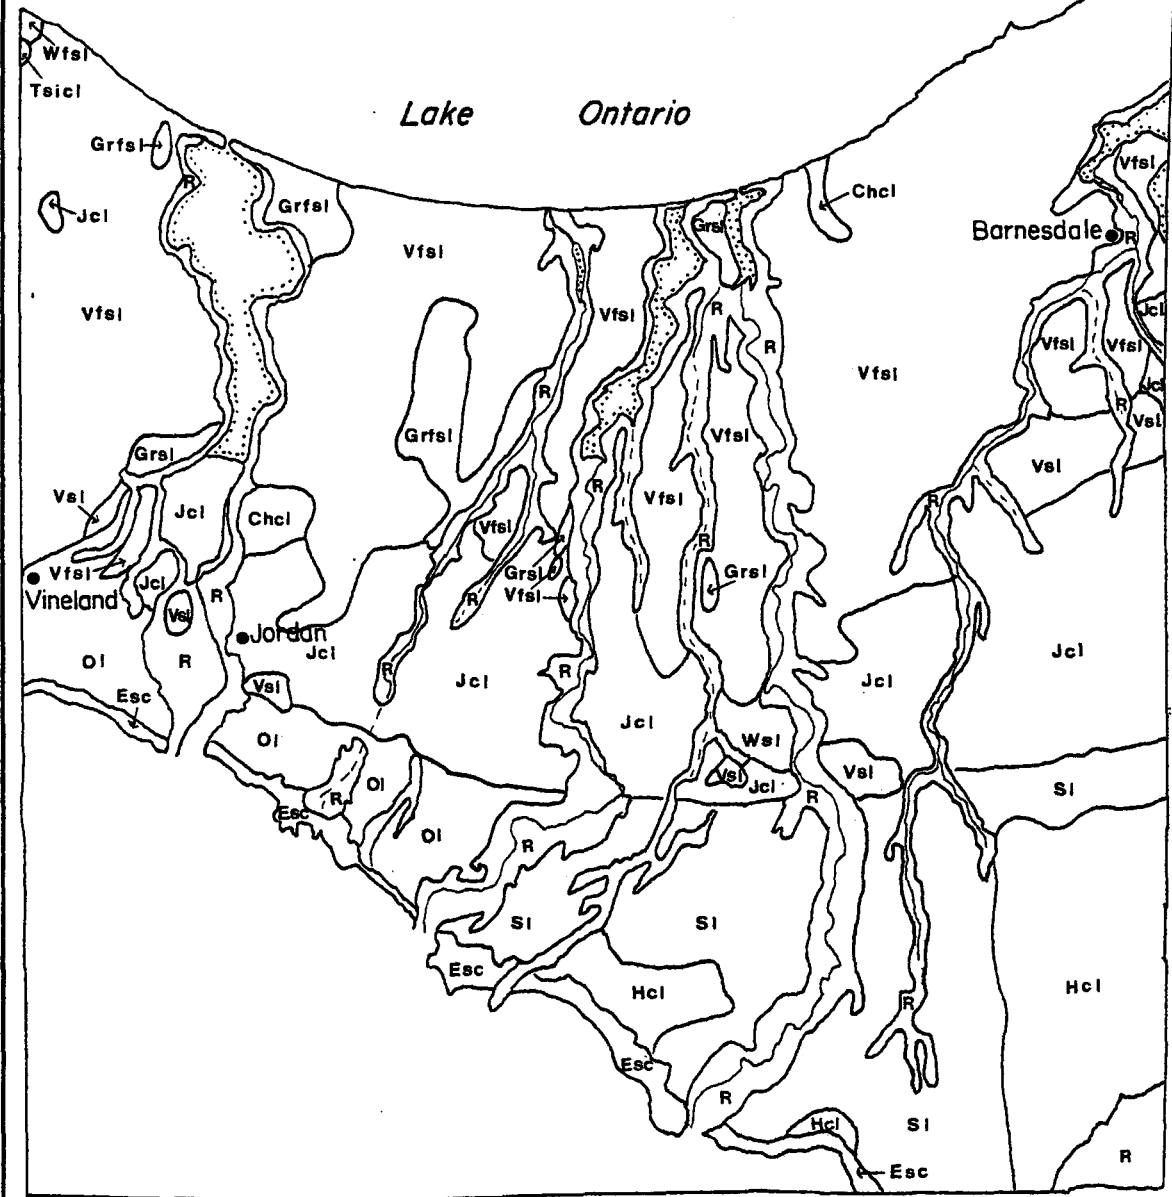 Wfsl
Tsicl
Lake Ontario
Grfsl
Vfsl
R
Chcl
Jcl
Grfsl
Grsl
Vfsl
Barnesdale
R
Vfsl
Vfsl
R
Jcl
R
Vfsl
Vfsl
Vfsl
Jcl
R
R
Grfsl
Vfsl
Vsl
Grsl
Vsl
Vsl
R
Vfsl
R
Jcl
Chcl
Vfsl
R
Grsl
R
Grsl
Vfsl
Jcl
Vfsl
Vineland
Vsl
R
R
Jordan
Jcl
Jcl
Ol
R
R
R
Jcl
Jcl
Vsl
Esc
Jcl
Ol
Wsl
Vsl
Vsl
Jcl
Ol
R
R
Sl
Esc
Ol
R
Sl
Sl
Esc
Hcl
Hcl
R
Esc
R
Hcl
Sl
R
Esc